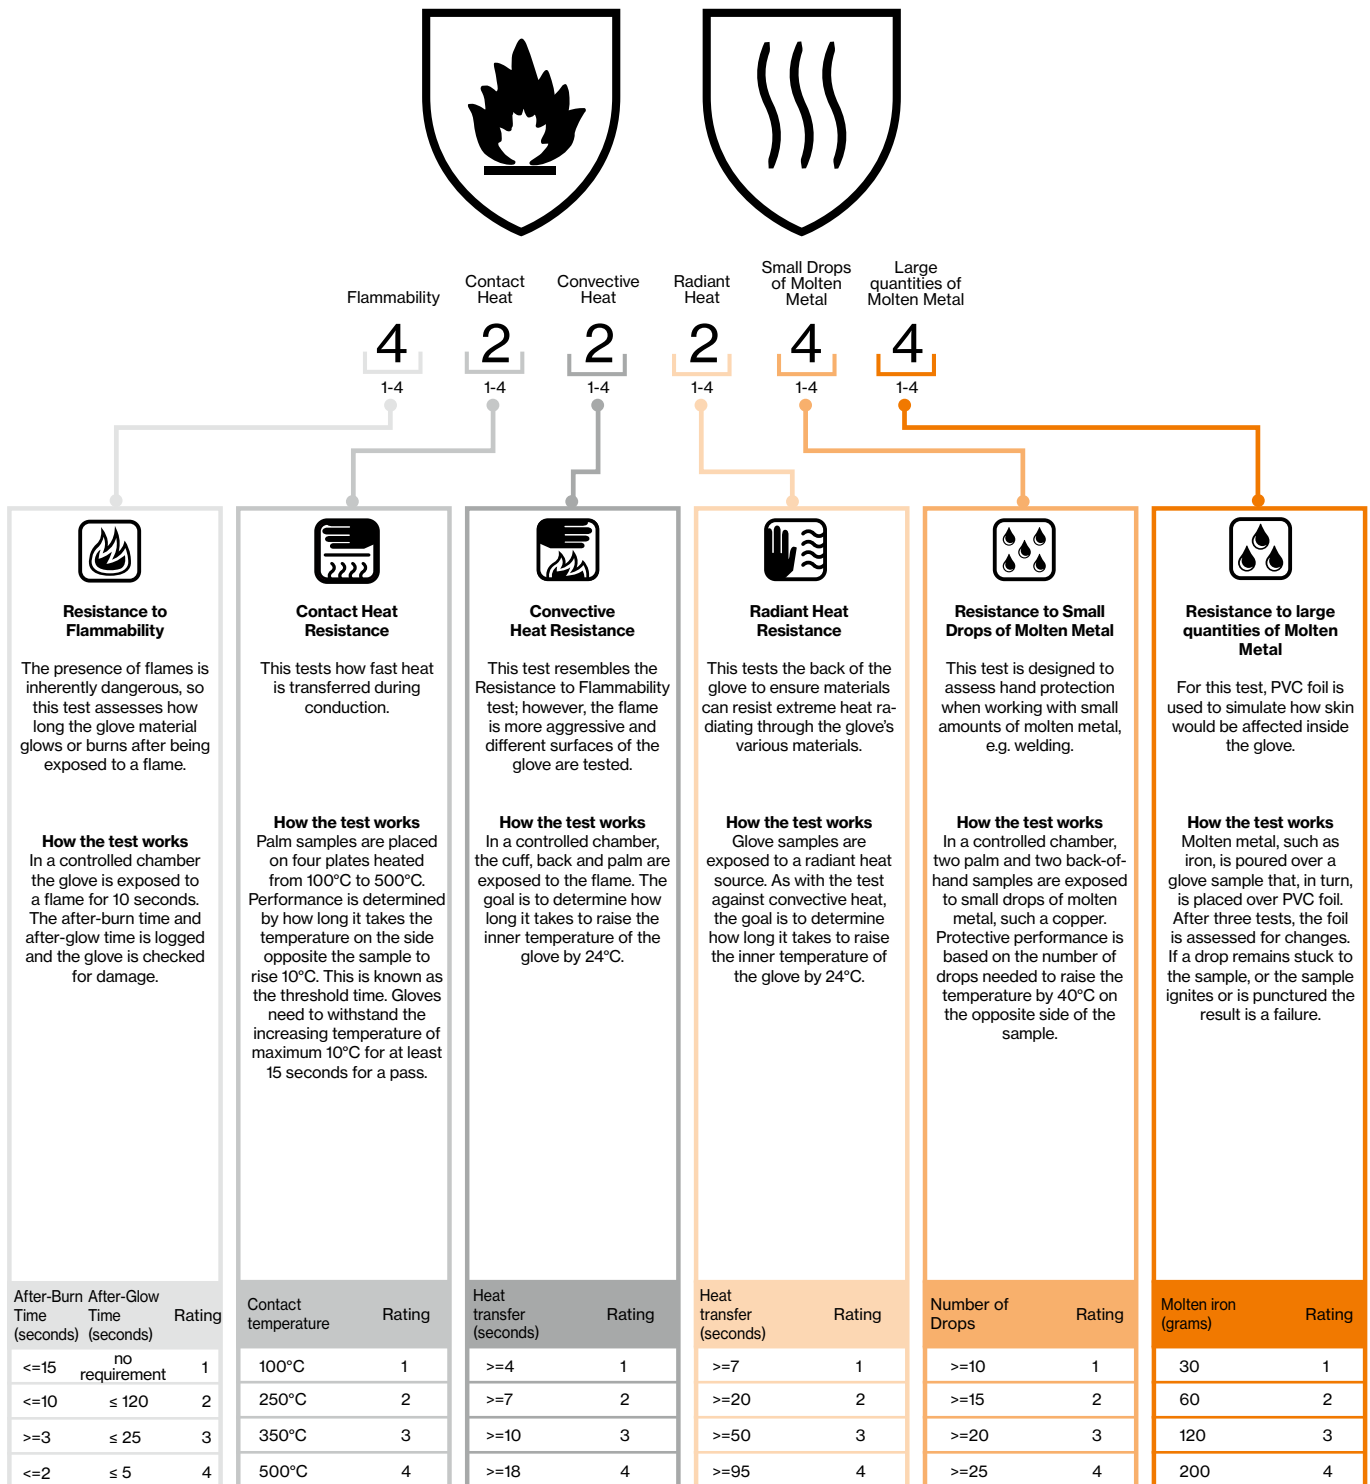 Flammability
Contact
Heat
Convective
Heat
Radiant
Heat
Small Drops
of Molten
Metal
Large
quantities of
Molten Metal
4 2 2 2 4 4
1-4 1-4 1-4 1-4 1-4 1-4
Resistance to
Flammability
The presence of flames is
inherently dangerous, so
this test assesses how
long the glove material
glows or burns after being
exposed to a flame.
How the test works
In a controlled chamber
the glove is exposed to
a flame for 10 seconds.
The after-burn time and
after-glow time is logged
and the glove is checked
for damage.
After-Burn Time (seconds) After-Glow Time (seconds) Rating
<=15 no requirement 1
<=10 ≤ 120 2
>=3 ≤ 25 3
<=2 ≤ 5 4
Contact Heat
Resistance
This tests how fast heat
is transferred during
conduction.
How the test works
Palm samples are placed
on four plates heated
from 100°C to 500°C.
Performance is determined
by how long it takes the
temperature on the side
opposite the sample to
rise 10°C. This is known as
the threshold time. Gloves
need to withstand the
increasing temperature of
maximum 10°C for at least
15 seconds for a pass.
Contact temperature Rating
100°C 1
250°C 2
350°C 3
500°C 4
Convective
Heat Resistance
This test resembles the
Resistance to Flammability
test; however, the flame
is more aggressive and
different surfaces of the
glove are tested.
How the test works
In a controlled chamber,
the cuff, back and palm are
exposed to the flame. The
goal is to determine how
long it takes to raise the
inner temperature of the
glove by 24°C.
Heat transfer (seconds) Rating
>=4 1
>=7 2
>=10 3
>=18 4
Radiant Heat
Resistance
This tests the back of the
glove to ensure materials
can resist extreme heat ra-
diating through the glove's
various materials.
How the test works
Glove samples are
exposed to a radiant heat
source. As with the test
against convective heat,
the goal is to determine
how long it takes to raise
the inner temperature of
the glove by 24°C.
Heat transfer (seconds) Rating
>=7 1
>=20 2
>=50 3
>=95 4
Resistance to Small
Drops of Molten Metal
This test is designed to
assess hand protection
when working with small
amounts of molten metal,
e.g. welding.
How the test works
In a controlled chamber,
two palm and two back-of-
hand samples are exposed
to small drops of molten
metal, such a copper.
Protective performance is
based on the number of
drops needed to raise the
temperature by 40°C on
the opposite side of the
sample.
Number of Drops Rating
>=10 1
>=15 2
>=20 3
>=25 4
Resistance to large
quantities of Molten
Metal
For this test, PVC foil is
used to simulate how skin
would be affected inside
the glove.
How the test works
Molten metal, such as
iron, is poured over a
glove sample that, in turn,
is placed over PVC foil.
After three tests, the foil
is assessed for changes.
If a drop remains stuck to
the sample, or the sample
ignites or is punctured the
result is a failure.
Molten iron (grams) Rating
30 1
60 2
120 3
200 4